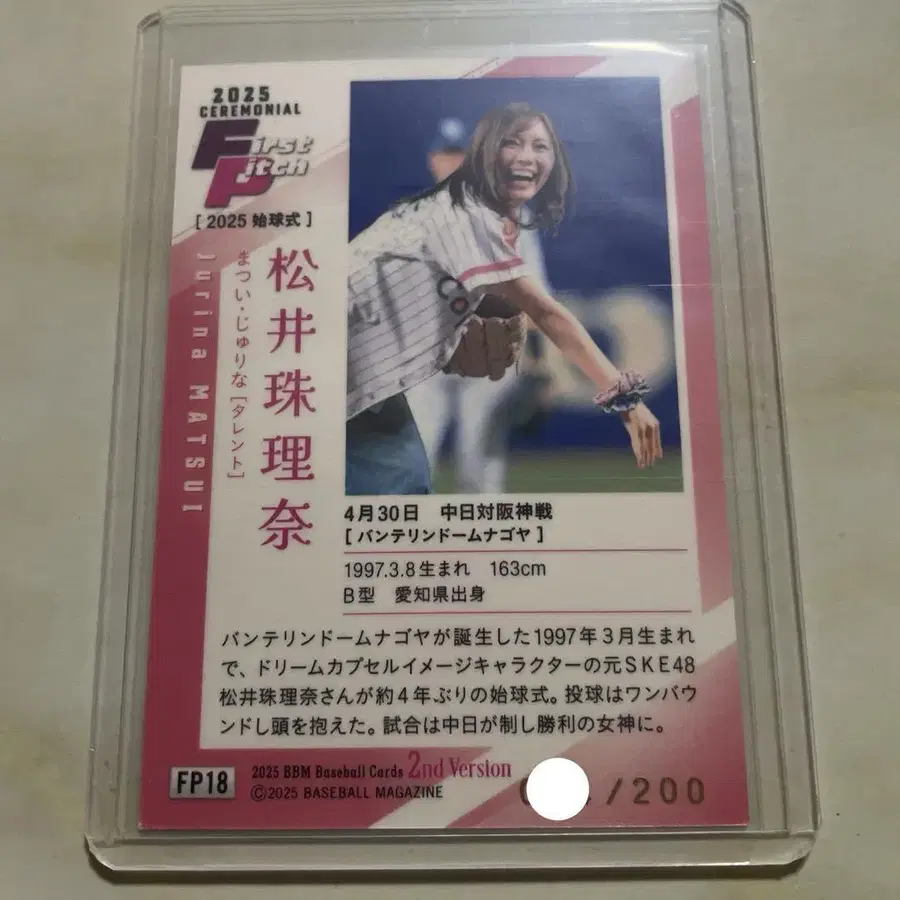 2025
CEREMONIAL
First
Pitch
[ 2025 始球式 ]
松井珠理奈
まつい・じゅりな [タレント]
Jurina MATSUI
4月30日 中日対阪神戦
[ バンテリンドームナゴヤ ]
1997.3.8生まれ 163cm
B型 愛知県出身
バンテリンドームナゴヤが誕生した1997年3月生まれ
で、ドリームカプセルイメージキャラクターの元SKE48
松井珠理奈さんが約4年ぶりの始球式。投球はワンバウ
ンドし頭を抱えた。試合は中日が制し勝利の女神に。
FP18
2025 BBM Baseball Cards 2nd Version
©2025 BASEBALL MAGAZINE
/200